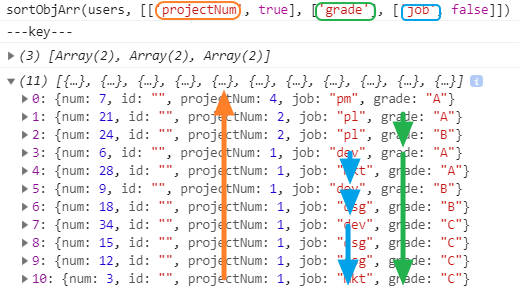 sortObjArr(users, [['projectNum', true], ['grade'], ['job', false]])
---key---
▶ (3) [Array(2), Array(2), Array(2)]
▼ (11) [{…}, {…}, {…}, {…}, {…}, {…}, {…}, {…}, {…}, {…}, {…}] i
▶ 0: {num: 7, id: "", projectNum: 4, job: "pm", grade: "A"}
▶ 1: {num: 21, id: "", projectNum: 2, job: "pl", grade: "A"}
▶ 2: {num: 24, id: "", projectNum: 2, job: "pl", grade: "B"}
▶ 3: {num: 6, id: "", projectNum: 1, job: "dev", grade: "A"}
▶ 4: {num: 28, id: "", projectNum: 1, job: "mkt", grade: "A"}
▶ 5: {num: 9, id: "", projectNum: 1, job: "dev", grade: "B"}
▶ 6: {num: 18, id: "", projectNum: 1, job: "dsg", grade: "B"}
▶ 7: {num: 34, id: "", projectNum: 1, job: "dev", grade: "C"}
▶ 8: {num: 15, id: "", projectNum: 1, job: "dsg", grade: "C"}
▶ 9: {num: 12, id: "", projectNum: 1, job: "dsg", grade: "C"}
▶ 10: {num: 3, id: "", projectNum: 1, job: "mkt", grade: "C"}